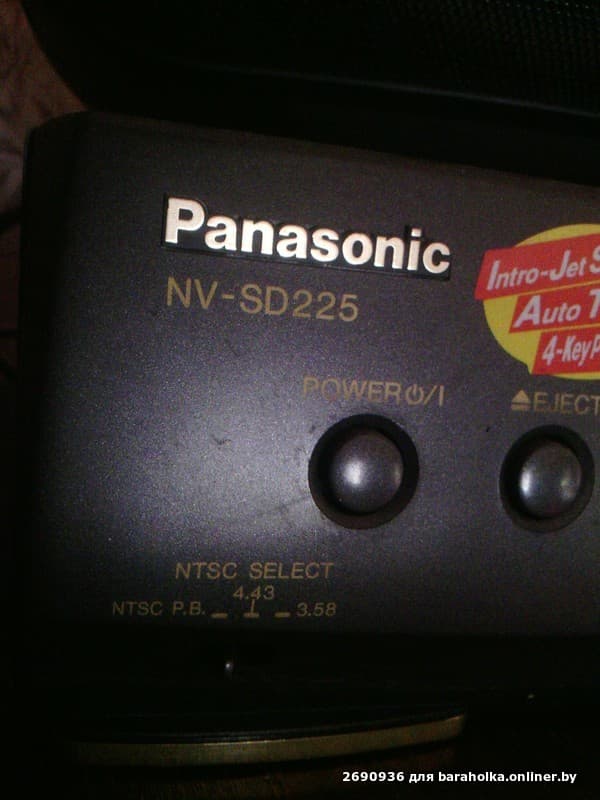 Panasonic
NV-SD225
Intro-Jet
Auto
4-Key
POWER⏻/I
⏏EJECT
NTSC SELECT
4.43
NTSC P.B. 3.58
2690936 для baraholka.onliner.by